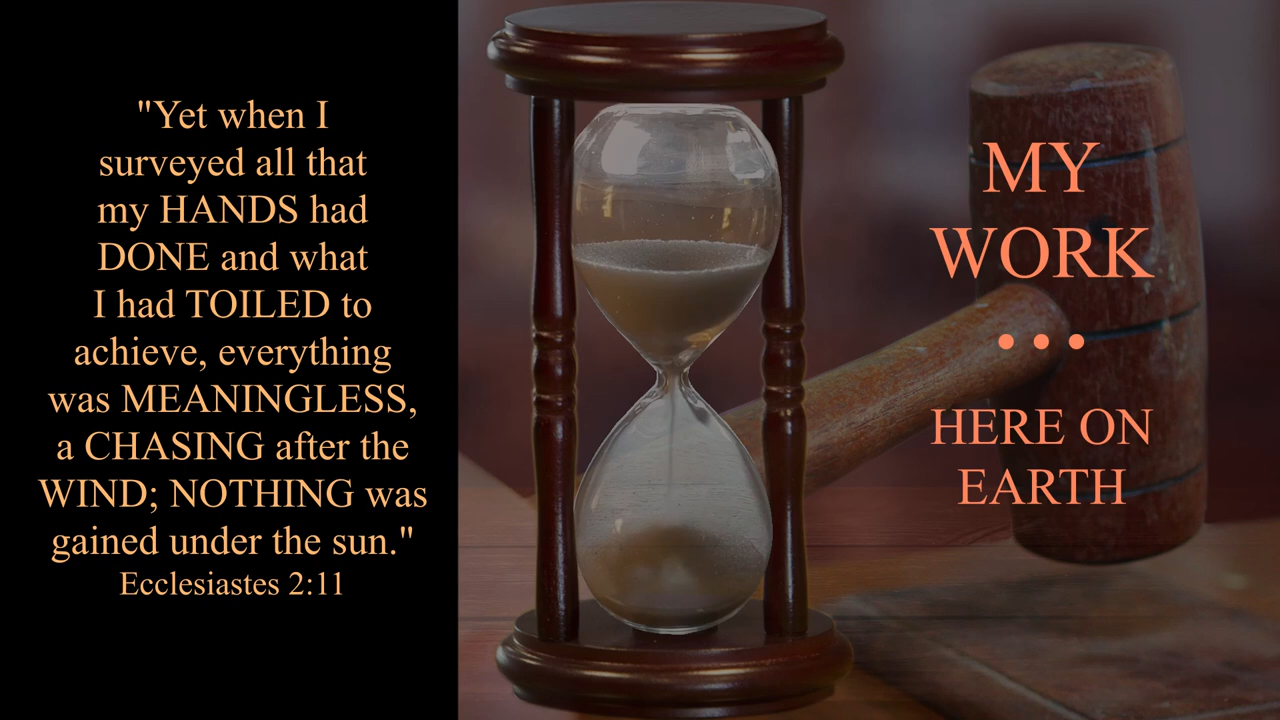 "Yet when I
surveyed all that
my HANDS had
DONE and what
I had TOILED to
achieve, everything
was MEANINGLESS,
a CHASING after the
WIND; NOTHING was
gained under the sun."
Ecclesiastes 2:11
MY
WORK
• • •
HERE ON
EARTH